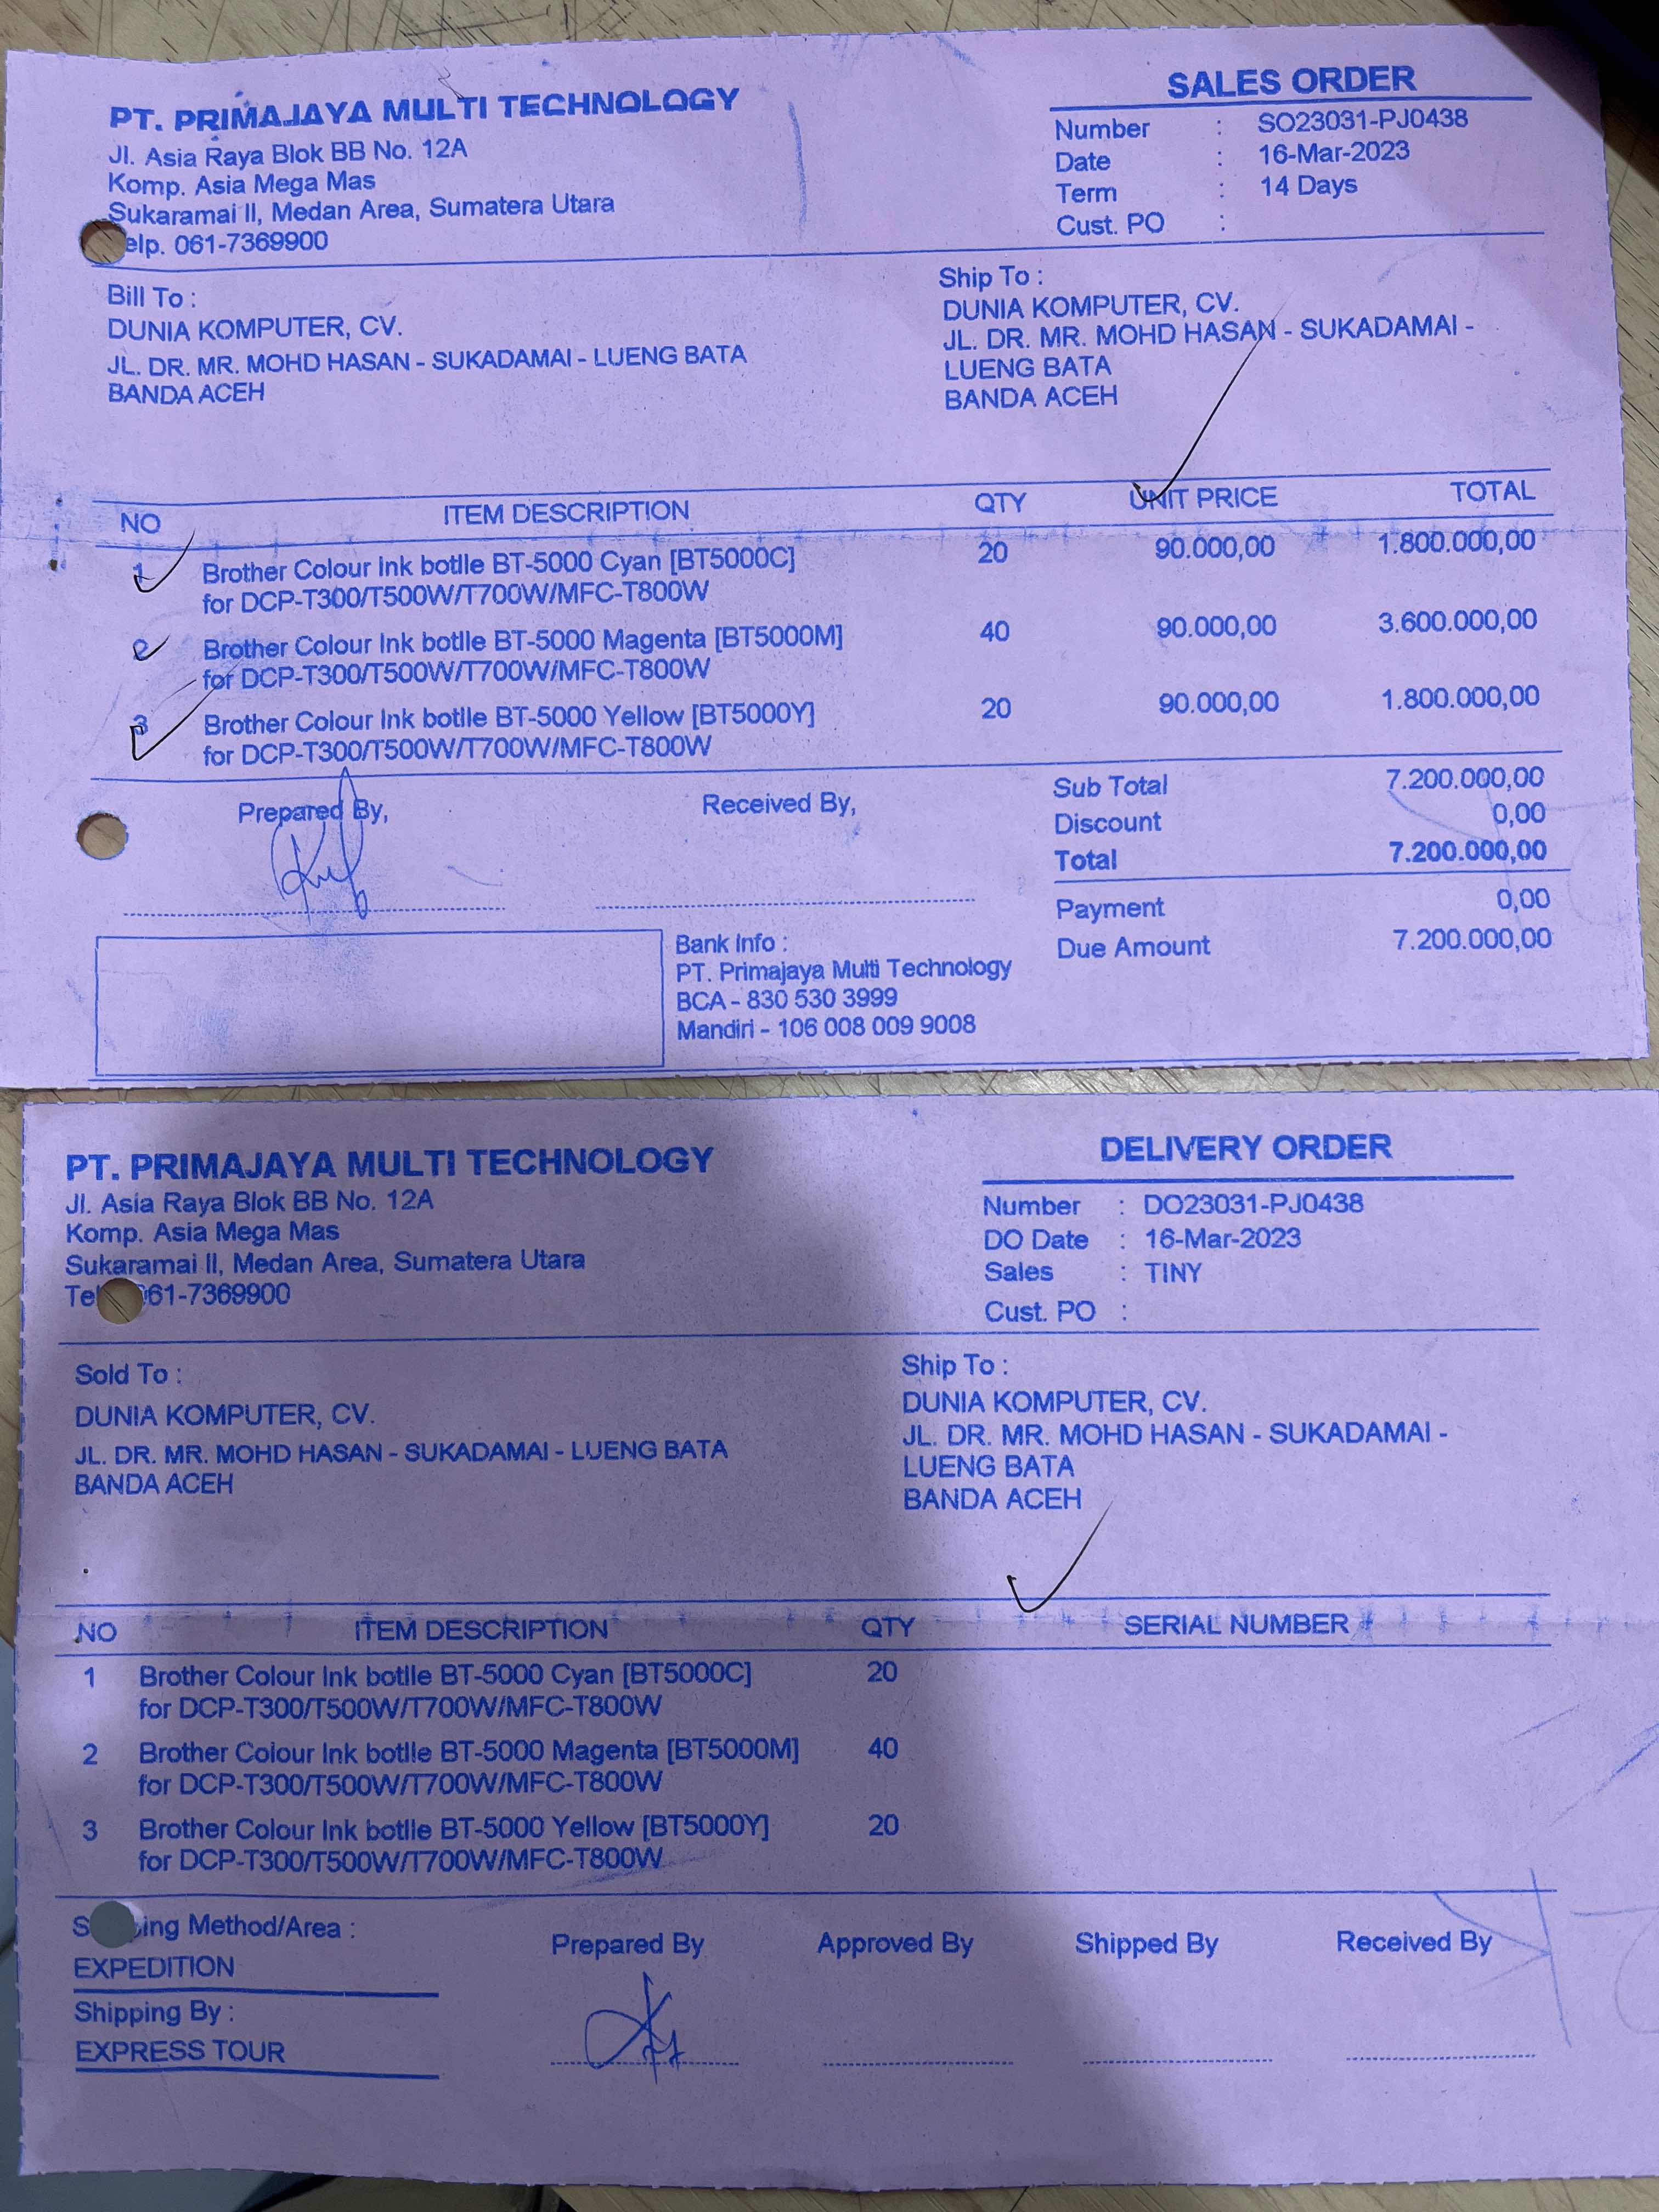 PT. PRIMAJAYA MULTI TECHNOLOGY
Jl. Asia Raya Blok BB No. 12A
Komp. Asia Mega Mas
Sukaramai II, Medan Area, Sumatera Utara
elp. 061-7369900
SALES ORDER
Number : SO23031-PJ0438
Date : 16-Mar-2023
Term : 14 Days
Cust. PO :
Bill To :
DUNIA KOMPUTER, CV.
JL. DR. MR. MOHD HASAN - SUKADAMAI - LUENG BATA
BANDA ACEH
Ship To :
DUNIA KOMPUTER, CV.
JL. DR. MR. MOHD HASAN - SUKADAMAI -
LUENG BATA
BANDA ACEH
NO ITEM DESCRIPTION QTY UNIT PRICE TOTAL
1 Brother Colour Ink botlle BT-5000 Cyan [BT5000C] 20 90.000,00 1.800.000,00
for DCP-T300/T500W/T700W/MFC-T800W
2 Brother Colour Ink botlle BT-5000 Magenta [BT5000M] 40 90.000,00 3.600.000,00
for DCP-T300/T500W/T700W/MFC-T800W
3 Brother Colour Ink botlle BT-5000 Yellow [BT5000Y] 20 90.000,00 1.800.000,00
for DCP-T300/T500W/T700W/MFC-T800W
Prepared By,
Received By,
Sub Total 7.200.000,00
Discount 0,00
Total 7.200.000,00
Payment 0,00
Due Amount 7.200.000,00
Bank Info :
PT. Primajaya Multi Technology
BCA - 830 530 3999
Mandiri - 106 008 009 9008
PT. PRIMAJAYA MULTI TECHNOLOGY
Jl. Asia Raya Blok BB No. 12A
Komp. Asia Mega Mas
Sukaramai II, Medan Area, Sumatera Utara
Tel 061-7369900
DELIVERY ORDER
Number : DO23031-PJ0438
DO Date : 16-Mar-2023
Sales : TINY
Cust. PO :
Sold To :
DUNIA KOMPUTER, CV.
JL. DR. MR. MOHD HASAN - SUKADAMAI - LUENG BATA
BANDA ACEH
Ship To :
DUNIA KOMPUTER, CV.
JL. DR. MR. MOHD HASAN - SUKADAMAI -
LUENG BATA
BANDA ACEH
NO ITEM DESCRIPTION QTY SERIAL NUMBER
1 Brother Colour Ink botlle BT-5000 Cyan [BT5000C] 20
for DCP-T300/T500W/T700W/MFC-T800W
2 Brother Colour Ink botlle BT-5000 Magenta [BT5000M] 40
for DCP-T300/T500W/T700W/MFC-T800W
3 Brother Colour Ink botlle BT-5000 Yellow [BT5000Y] 20
for DCP-T300/T500W/T700W/MFC-T800W
S ing Method/Area :
EXPEDITION
Shipping By :
EXPRESS TOUR
Prepared By
Approved By
Shipped By
Received By